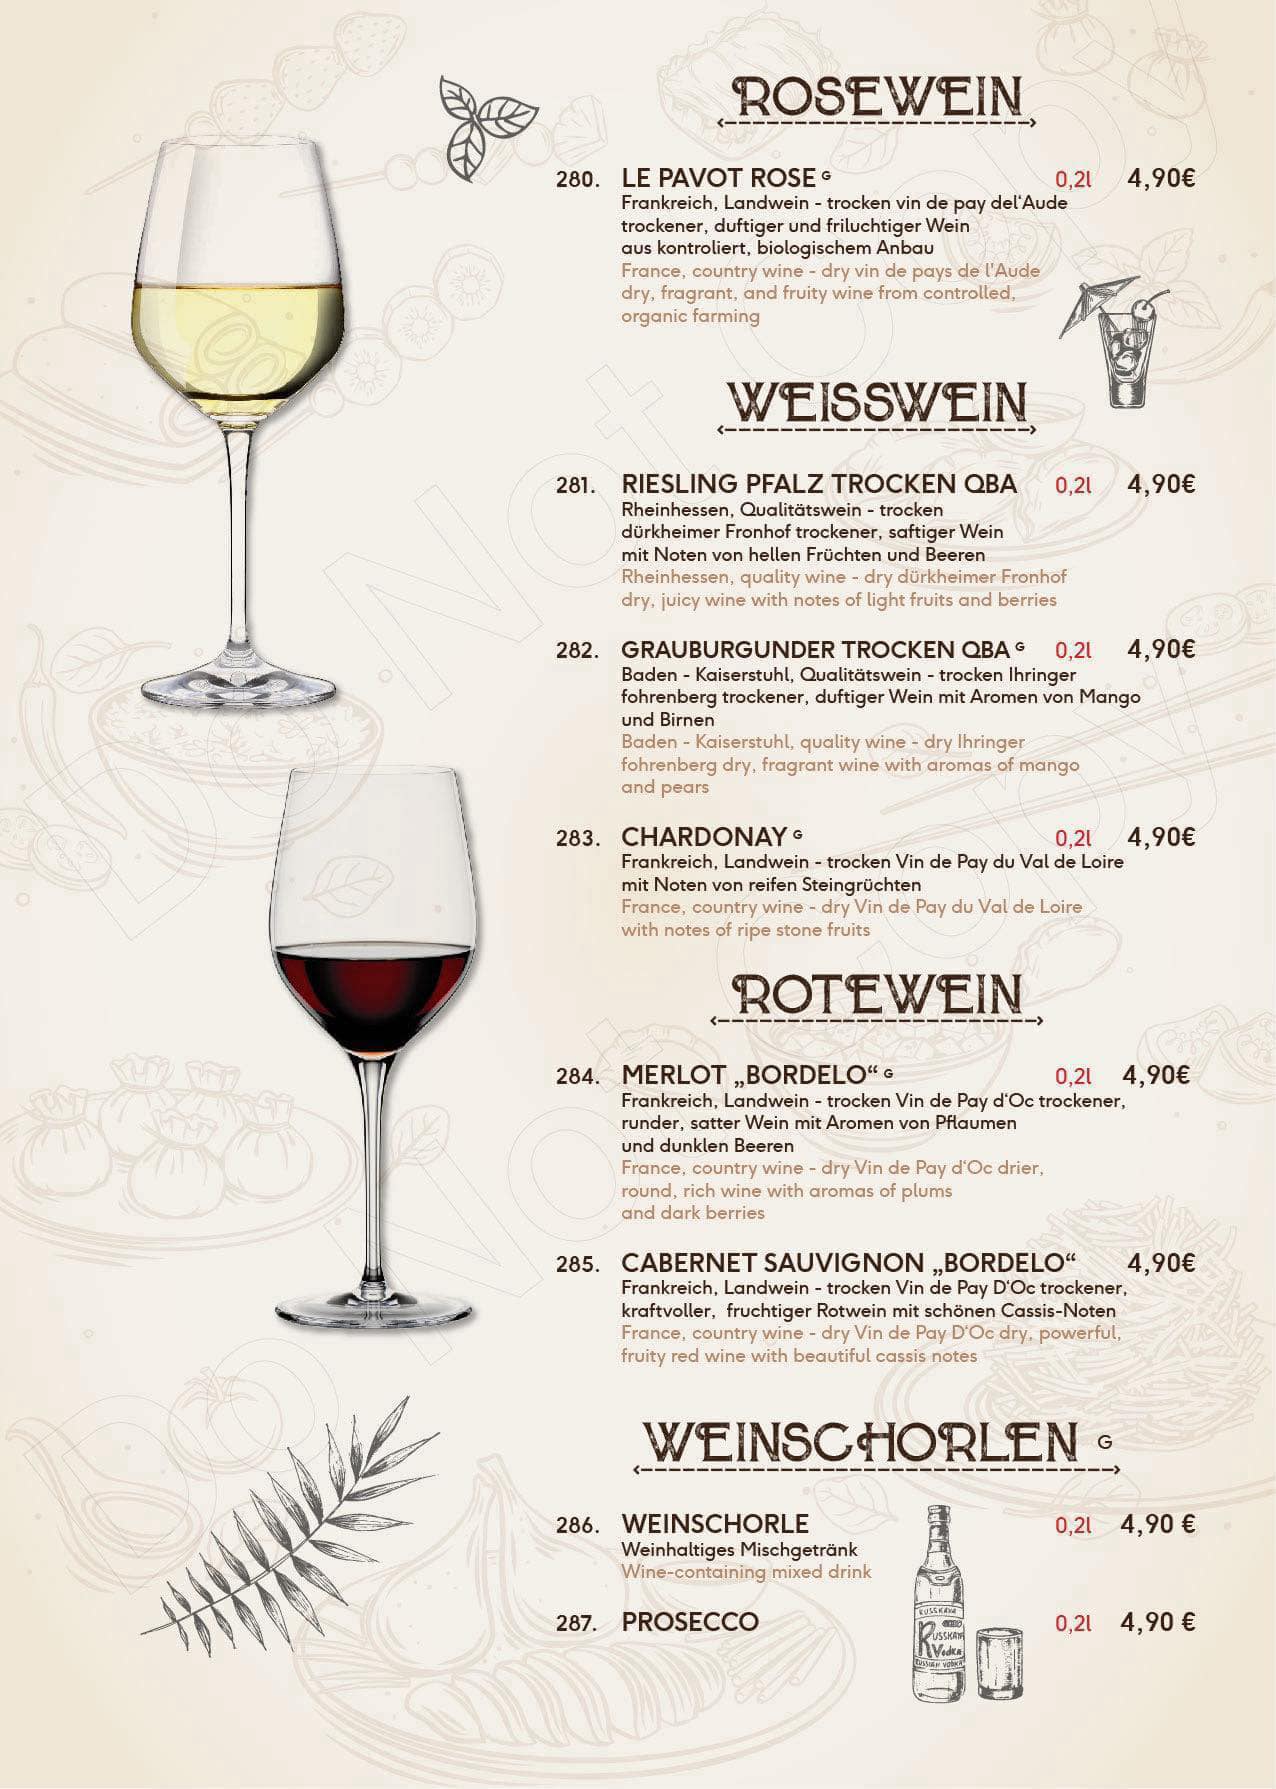 ROSEWEIN
280. LE PAVOT ROSE G 0,2l 4,90€
Frankreich, Landwein - trocken vin de pay del'Aude
trockener, duftiger und friluchtiger Wein
aus kontroliert, biologischem Anbau
France, country wine - dry vin de pays de l'Aude
dry, fragrant, and fruity wine from controlled,
organic farming
WEISSWEIN
281. RIESLING PFALZ TROCKEN QBA 0,2l 4,90€
Rheinhessen, Qualitätswein - trocken
dürkheimer Fronhof trockener, saftiger Wein
mit Noten von hellen Früchten und Beeren
Rheinhessen, quality wine - dry dürkheimer Fronhof
dry, juicy wine with notes of light fruits and berries
282. GRAUBURGUNDER TROCKEN QBA G 0,2l 4,90€
Baden - Kaiserstuhl, Qualitätswein - trocken Ihringer
fohrenberg trockener, duftiger Wein mit Aromen von Mango
und Birnen
Baden - Kaiserstuhl, quality wine - dry Ihringer
fohrenberg dry, fragrant wine with aromas of mango
and pears
283. CHARDONAY G 0,2l 4,90€
Frankreich, Landwein - trocken Vin de Pay du Val de Loire
mit Noten von reifen Steingrüchten
France, country wine - dry Vin de Pay du Val de Loire
with notes of ripe stone fruits
ROTEWEIN
284. MERLOT „BORDELO“ G 0,2l 4,90€
Frankreich, Landwein - trocken Vin de Pay d‘Oc trockener,
runder, satter Wein mit Aromen von Pflaumen
und dunklen Beeren
France, country wine - dry Vin de Pay d‘Oc drier,
round, rich wine with aromas of plums
and dark berries
285. CABERNET SAUVIGNON „BORDELO“ 4,90€
Frankreich, Landwein - trocken Vin de Pay D‘Oc trockener,
kraftvoller, fruchtiger Rotwein mit schönen Cassis-Noten
France, country wine - dry Vin de Pay D‘Oc dry, powerful,
fruity red wine with beautiful cassis notes
WEINSCHORLEN G
286. WEINSCHORLE 0,2l 4,90 €
Weinhaltiges Mischgetränk
Wine-containing mixed drink
287. PROSECCO 0,2l 4,90 €
RUSSKAYA
RUSSKAYA
Vodka
RUSSIAN VODKA
Do Not Copy
Do Not